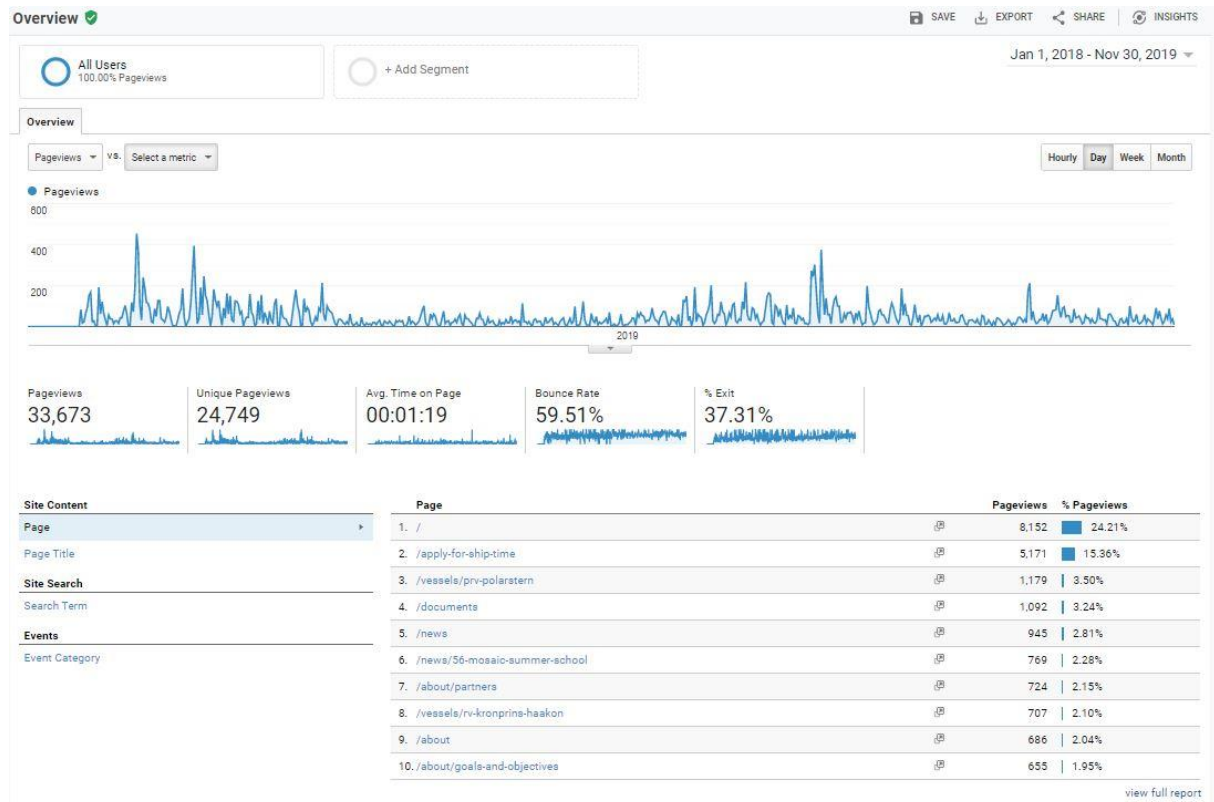 Overview
SAVE EXPORT SHARE INSIGHTS
All Users
100.00% Pageviews
+ Add Segment
Jan 1, 2018 - Nov 30, 2019
Overview
Pageviews VS. Select a metric
Hourly Day Week Month
Pageviews
600
400
200
2019
Pageviews
33,673
Unique Pageviews
24,749
Avg. Time on Page
00:01:19
Bounce Rate
59.51%
% Exit
37.31%
Site Content
Page
Page Title
Site Search
Search Term
Events
Event Category
Page Pageviews % Pageviews
1. / 8,152 24.21%
2. /apply-for-ship-time 5,171 15.36%
3. /vessels/prv-polarstern 1,179 3.50%
4. /documents 1,092 3.24%
5. /news 945 2.81%
6. /news/56-mosaic-summer-school 769 2.28%
7. /about/partners 724 2.15%
8. /vessels/rv-kronprins-haakon 707 2.10%
9. /about 686 2.04%
10. /about/goals-and-objectives 655 1.95%
view full report